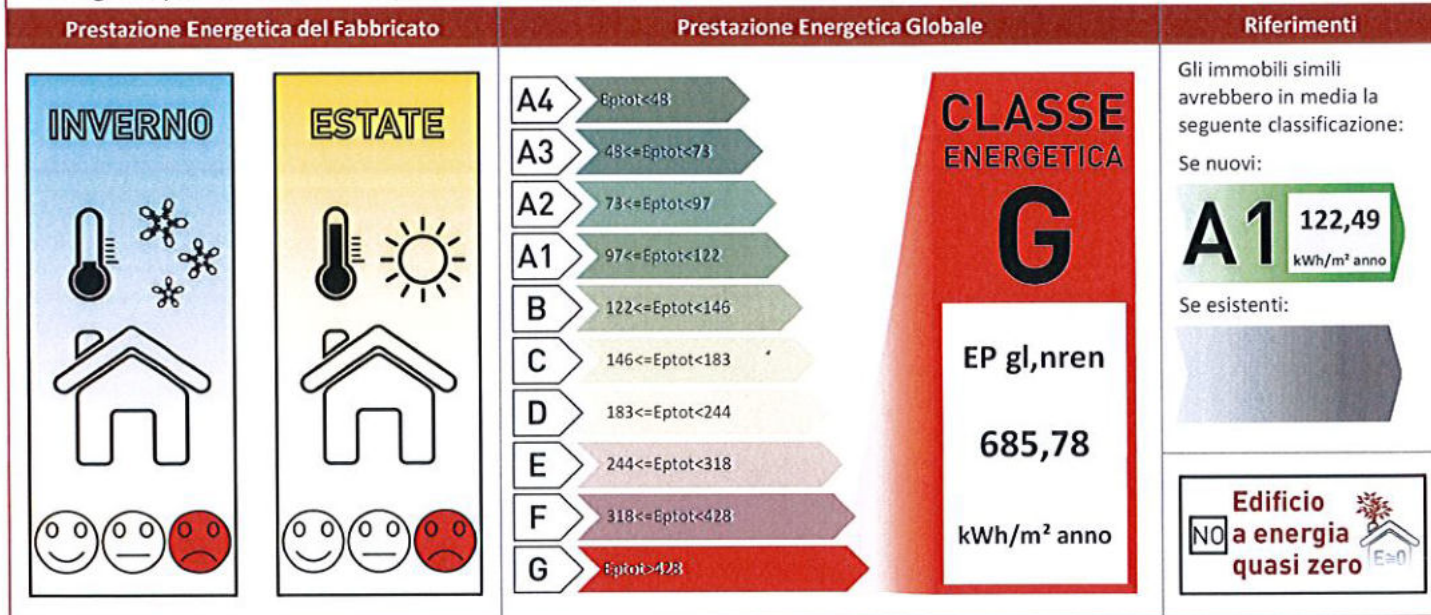 Prestazione Energetica del Fabbricato
Prestazione Energetica Globale
Riferimenti
INVERNO
ESTATE
A4 Eptot<48
A3 48<=Eptot<73
A2 73<=Eptot<97
A1 97<=Eptot<122
B 122<=Eptot<146
C 146<=Eptot<183
D 183<=Eptot<244
E 244<=Eptot<318
F 318<=Eptot<428
G Eptot>428
CLASSE
ENERGETICA
G
EP gl,nren
685,78
kWh/m² anno
Gli immobili simili
avrebbero in media la
seguente classificazione:
Se nuovi:
A1 122,49
kWh/m² anno
Se esistenti:
Edificio
NO a energia
quasi zero E≅0